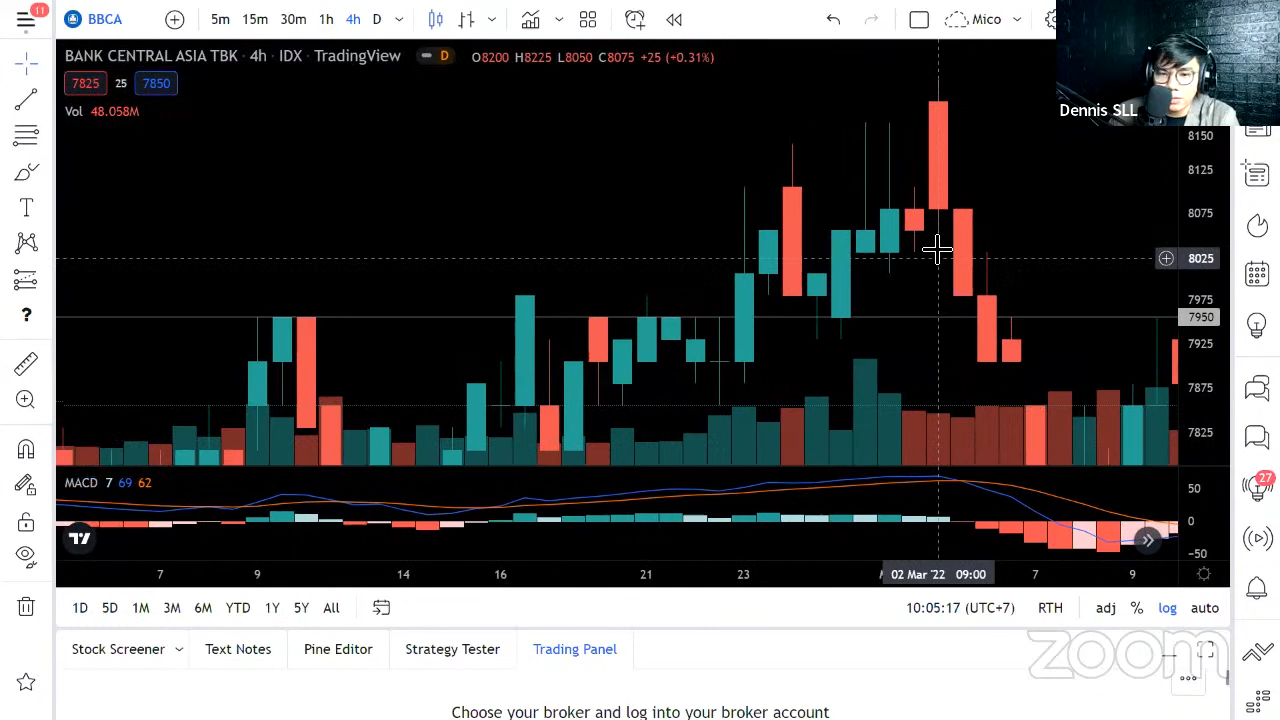 11
BBCA
5m 15m 30m 1h 4h D
Mico
BANK CENTRAL ASIA TBK · 4h · IDX · TradingView
D
O8200 H8225 L8050 C8075 +25 (+0.31%)
7825 25 7850
Vol 48.058M
Dennis SLL
8150
8125
8075
8025
7975
7950
7925
7875
7825
MACD 7 69 62
50
0
−50
7 9 14 16 21 23 02 Mar '22 09:00 7 9
1D 5D 1M 3M 6M YTD 1Y 5Y All
10:05:17 (UTC+7) RTH adj % log auto
Stock Screener Text Notes Pine Editor Strategy Tester Trading Panel
zoom
Choose your broker and log into your broker account
T
?
27